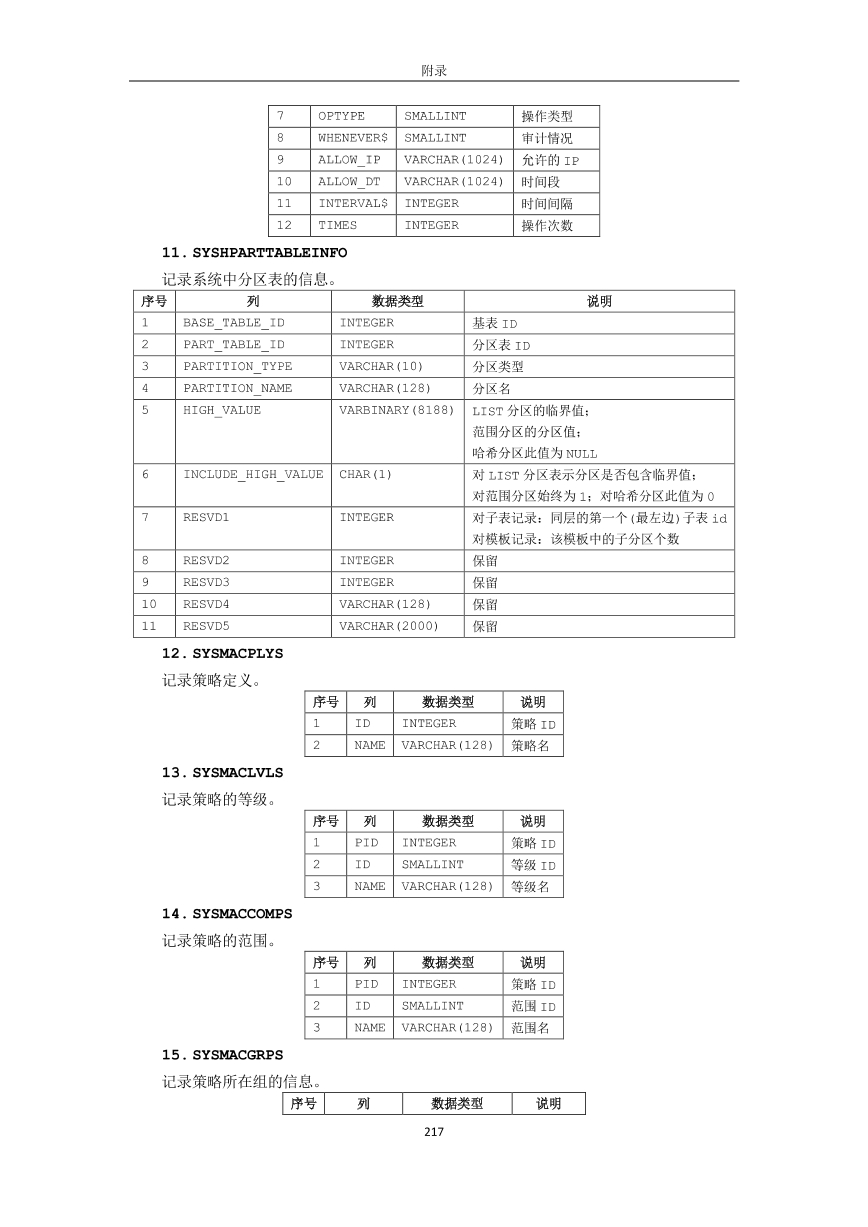 附录
7 OPTYPE SMALLINT 操作类型
8 WHENEVER$ SMALLINT 审计情况
9 ALLOW_IP VARCHAR(1024) 允许的 IP
10 ALLOW_DT VARCHAR(1024) 时间段
11 INTERVAL$ INTEGER 时间间隔
12 TIMES INTEGER 操作次数
11．SYSHPARTTABLEINFO
记录系统中分区表的信息。
序号 列 数据类型 说明
1 BASE_TABLE_ID INTEGER 基表 ID
2 PART_TABLE_ID INTEGER 分区表 ID
3 PARTITION_TYPE VARCHAR(10) 分区类型
4 PARTITION_NAME VARCHAR(128) 分区名
5 HIGH_VALUE VARBINARY(8188) LIST 分区的临界值；
范围分区的分区值；
哈希分区此值为 NULL
6 INCLUDE_HIGH_VALUE CHAR(1) 对 LIST 分区表示分区是否包含临界值；
对范围分区始终为 1；对哈希分区此值为 0
7 RESVD1 INTEGER 对子表记录：同层的第一个(最左边)子表 id
对模板记录：该模板中的子分区个数
8 RESVD2 INTEGER 保留
9 RESVD3 INTEGER 保留
10 RESVD4 VARCHAR(128) 保留
11 RESVD5 VARCHAR(2000) 保留
12．SYSMACPLYS
记录策略定义。
序号 列 数据类型 说明
1 ID INTEGER 策略 ID
2 NAME VARCHAR(128) 策略名
13．SYSMACLVLS
记录策略的等级。
序号 列 数据类型 说明
1 PID INTEGER 策略 ID
2 ID SMALLINT 等级 ID
3 NAME VARCHAR(128) 等级名
14．SYSMACCOMPS
记录策略的范围。
序号 列 数据类型 说明
1 PID INTEGER 策略 ID
2 ID SMALLINT 范围 ID
3 NAME VARCHAR(128) 范围名
15．SYSMACGRPS
记录策略所在组的信息。
序号 列 数据类型 说明
217